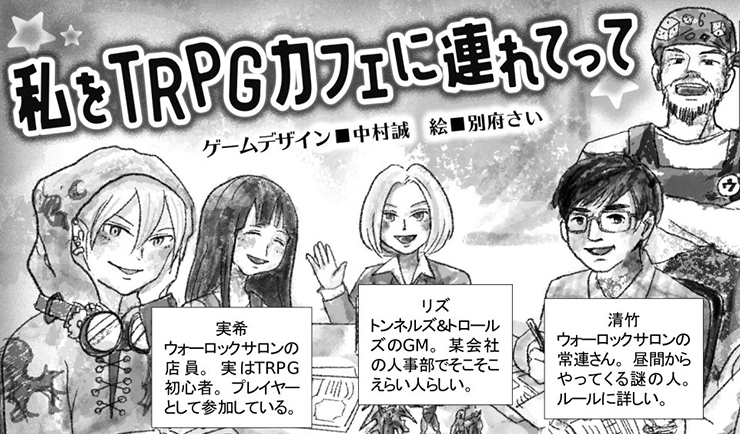 私をTRPGカフェに連れてって
ゲームデザイン■中村誠　絵■別府さい
実希
ウォーロックサロンの
店員。実はTRPG
初心者。プレイヤー
として参加している。
リズ
トンネルズ&トロール
ズのGM。某会社
の人事部でそこそこ
えらい人らしい。
清竹
ウォーロックサロンの
常連さん。昼間から
やってくる謎の人。
ルールに詳しい。
ウ